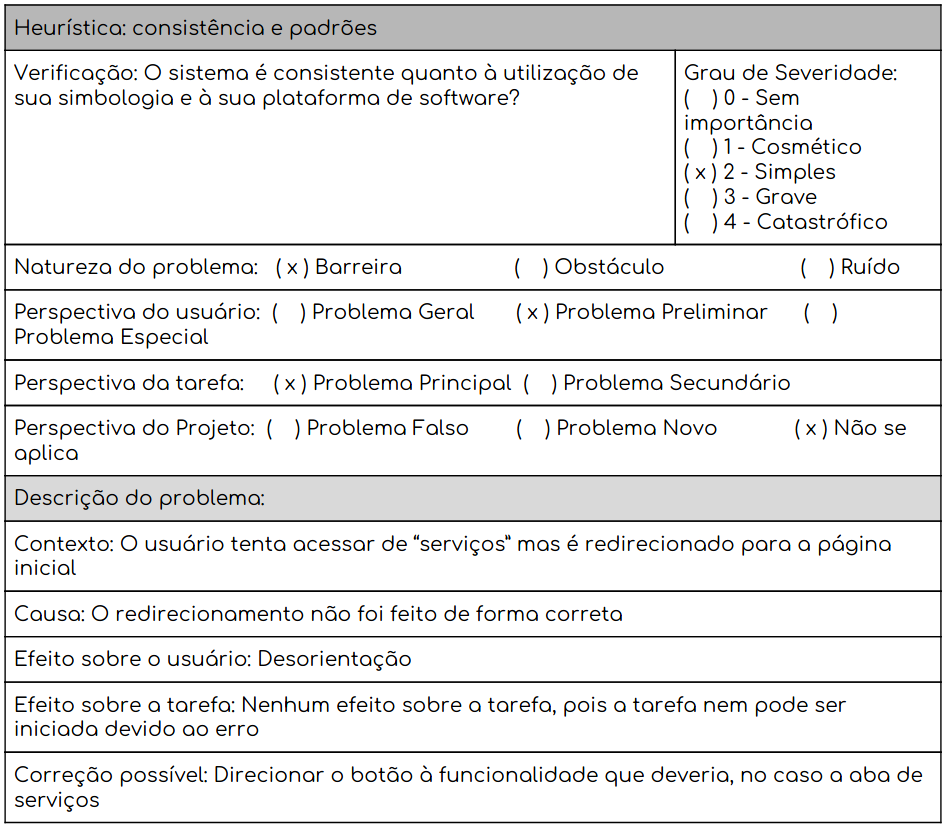 Heurística: consistência e padrões
Verificação: O sistema é consistente quanto à utilização de
sua simbologia e à sua plataforma de software?
Grau de Severidade:
(    ) 0 - Sem
importância
(    ) 1 - Cosmético
( x ) 2 - Simples
(    ) 3 - Grave
(    ) 4 - Catastrófico
Natureza do problema:   ( x ) Barreira                    (    ) Obstáculo                         (    ) Ruído
Perspectiva do usuário:  (    ) Problema Geral       ( x ) Problema Preliminar      (    )
Problema Especial
Perspectiva da tarefa:     ( x ) Problema Principal  (    ) Problema Secundário
Perspectiva do Projeto:  (    ) Problema Falso        (    ) Problema Novo              ( x ) Não se
aplica
Descrição do problema:
Contexto: O usuário tenta acessar de “serviços” mas é redirecionado para a página
inicial
Causa: O redirecionamento não foi feito de forma correta
Efeito sobre o usuário: Desorientação
Efeito sobre a tarefa: Nenhum efeito sobre a tarefa, pois a tarefa nem pode ser
iniciada devido ao erro
Correção possível: Direcionar o botão à funcionalidade que deveria, no caso a aba de
serviços